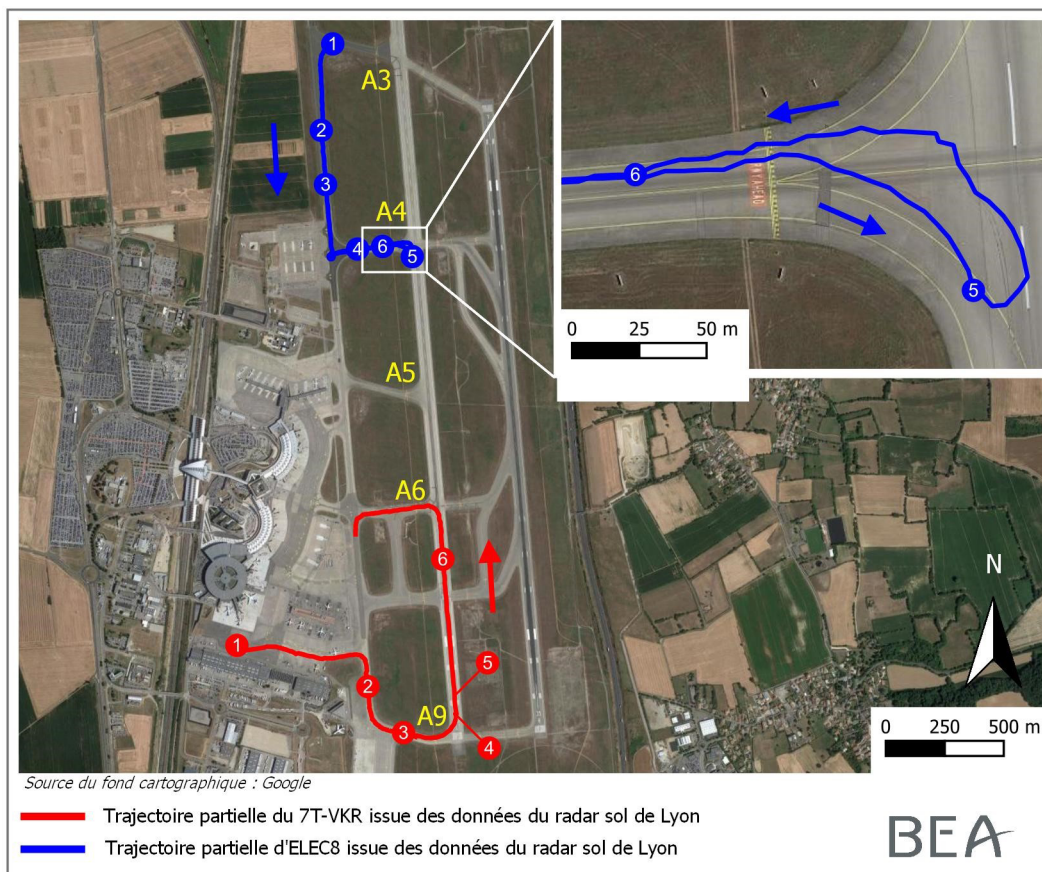 1
A3
2
3
A4
4
6
5
A5
A6
6
1
2
5
A9
3
4
6
5
0 25 50 m
N
0 250 500 m
Source du fond cartographique : Google
Trajectoire partielle du 7T-VKR issue des données du radar sol de Lyon
Trajectoire partielle d'ELEC8 issue des données du radar sol de Lyon
BEA